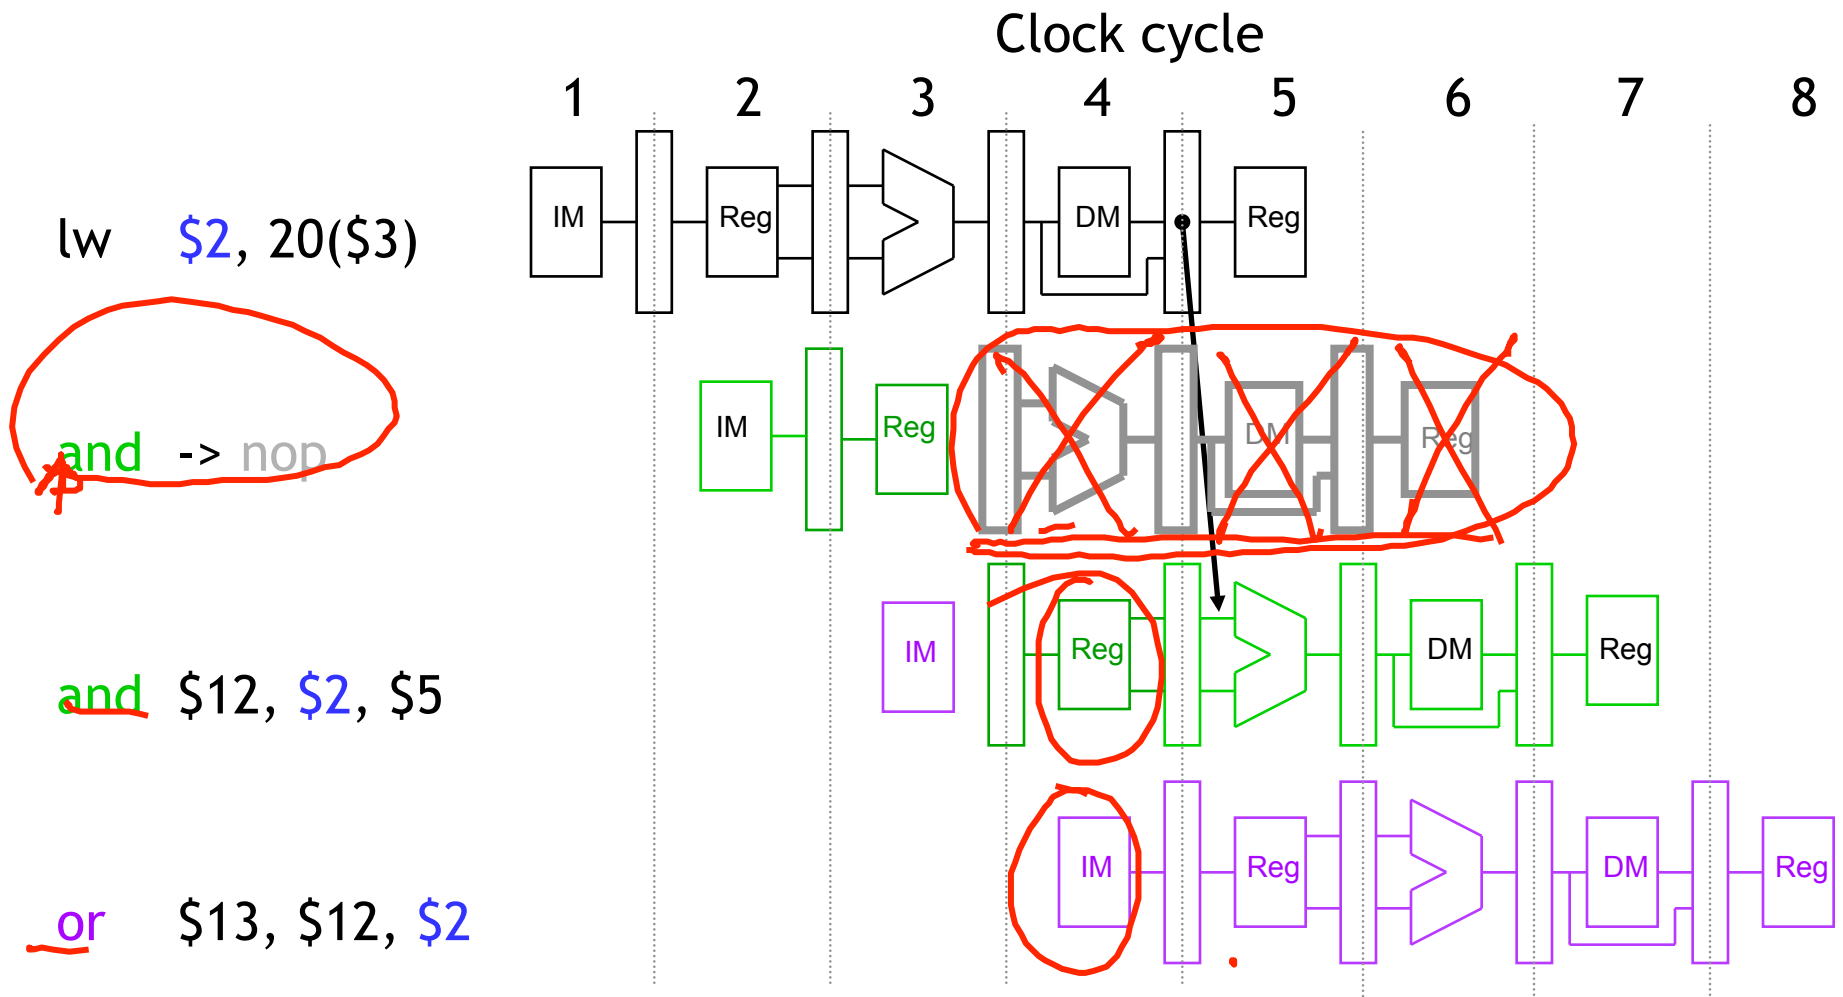 Clock cycle
1 2 3 4 5 6 7 8
lw $2, 20($3)
IM Reg DM Reg
and -> nop
IM Reg DM Reg
and $12, $2, $5
IM Reg DM Reg
or $13, $12, $2
IM Reg DM Reg